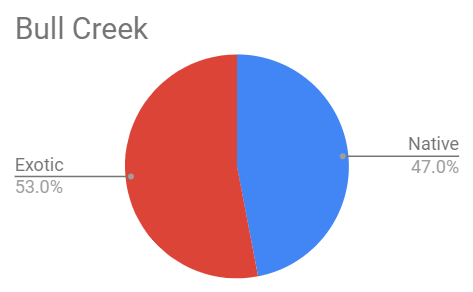 Bull Creek
Native
47.0%
Exotic
53.0%